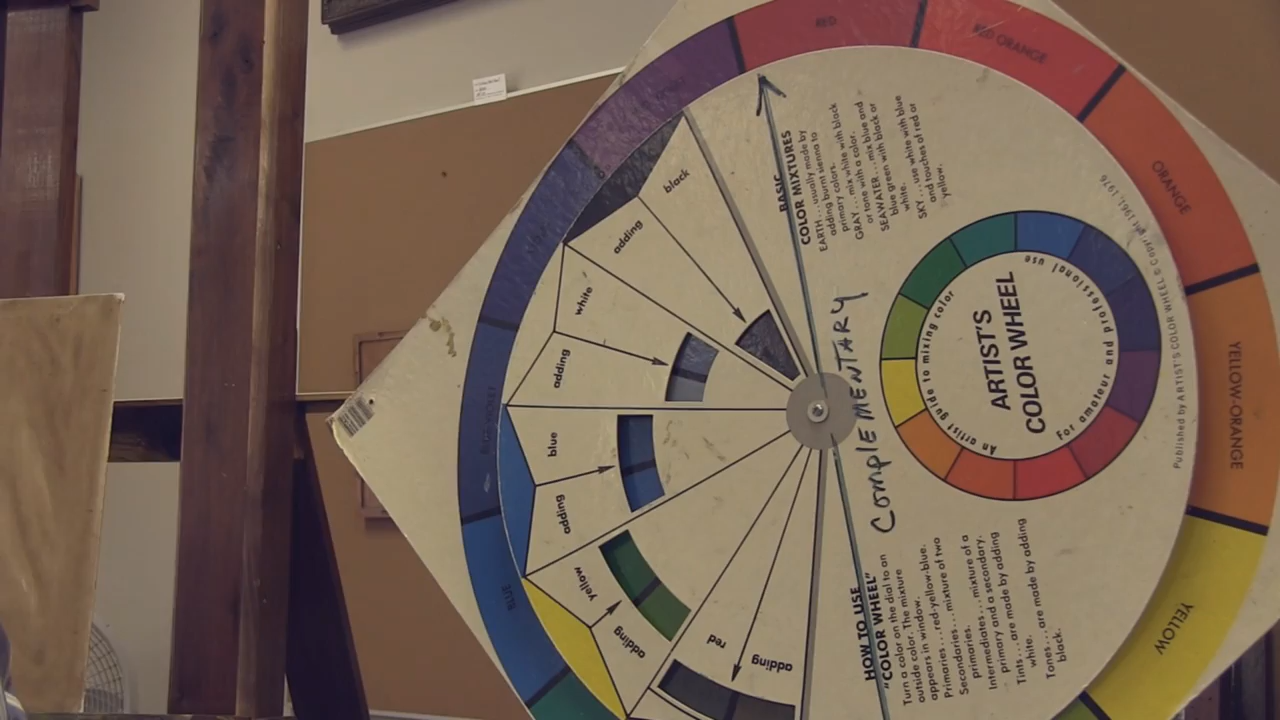 RED
RED ORANGE
ORANGE
YELLOW-ORANGE
YELLOW
BLUE
black
adding
white
adding
blue
adding
yellow
adding
red
adding
BASIC
COLOR MIXTURES
EARTH...usually made by
adding burnt sienna to
primary colors.
GRAY...mix white with black
or tone with a color.
SEAWATER...mix blue and
blue green with black or
white.
SKY...use white with blue
and touches of red or
yellow.
COMPLEMENTARY
HOW TO USE
"COLOR WHEEL"
Turn a color on the dial to an
outside color. The mixture
appears in window.
Primaries...red-yellow-blue.
Secondaries...mixture of two
primaries.
Intermediates...mixture of a
primary and a secondary.
Tints...are made by adding
white.
Tones...are made by adding
black.
ARTIST'S
COLOR WHEEL
An artist guide to mixing color
For amateur and professional use
Published by ARTIST'S COLOR WHEEL © Copyright 1961, 1976